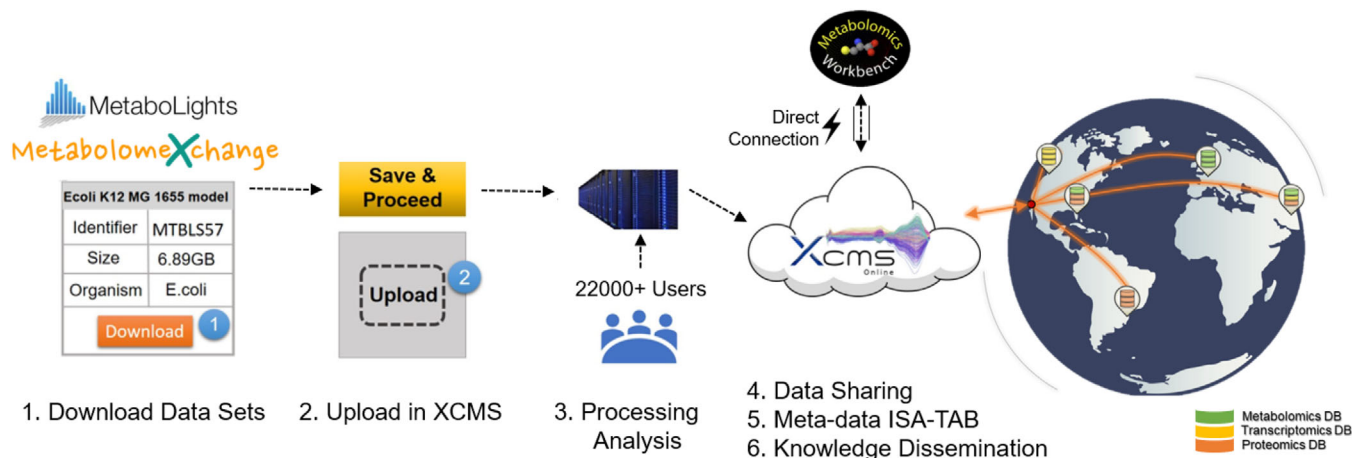 MetaboLights
MetabolomeXchange
Ecoli K12 MG 1655 model
Identifier MTBLS57
Size 6.89GB
Organism E.coli
Download 1
1. Download Data Sets
Save &
Proceed
Upload 2
2. Upload in XCMS
22000+ Users
3. Processing
Analysis
Metabolomics
Workbench
Direct
Connection
Xcms
Online
4. Data Sharing
5. Meta-data ISA-TAB
6. Knowledge Dissemination
Metabolomics DB
Transcriptomics DB
Proteomics DB